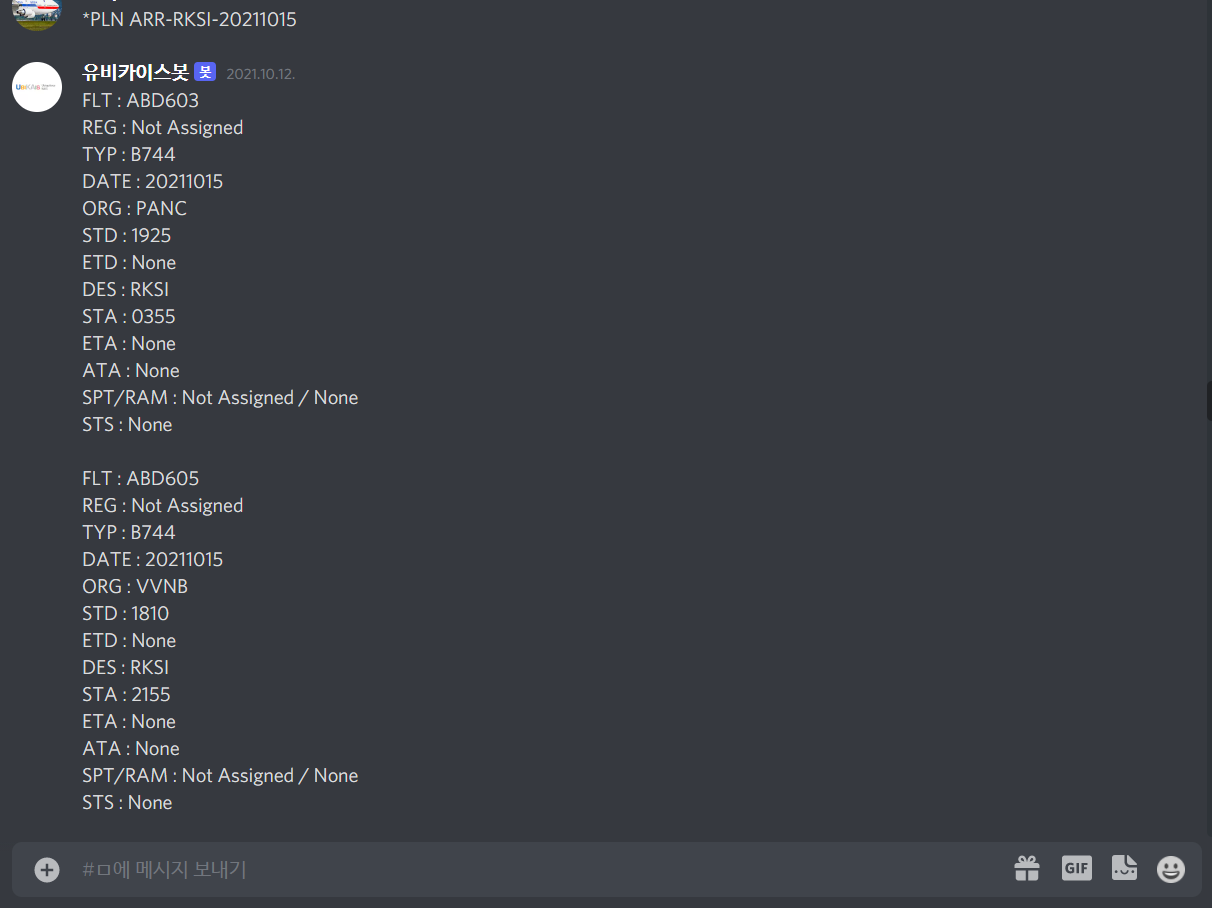 *PLN ARR-RKSI-20211015
유비카이스봇 봇 2021.10.12.
FLT : ABD603
REG : Not Assigned
TYP : B744
DATE : 20211015
ORG : PANC
STD : 1925
ETD : None
DES : RKSI
STA : 0355
ETA : None
ATA : None
SPT/RAM : Not Assigned / None
STS : None
FLT : ABD605
REG : Not Assigned
TYP : B744
DATE : 20211015
ORG : VVNB
STD : 1810
ETD : None
DES : RKSI
STA : 2155
ETA : None
ATA : None
SPT/RAM : Not Assigned / None
STS : None
#ㅁ에 메시지 보내기
GIF